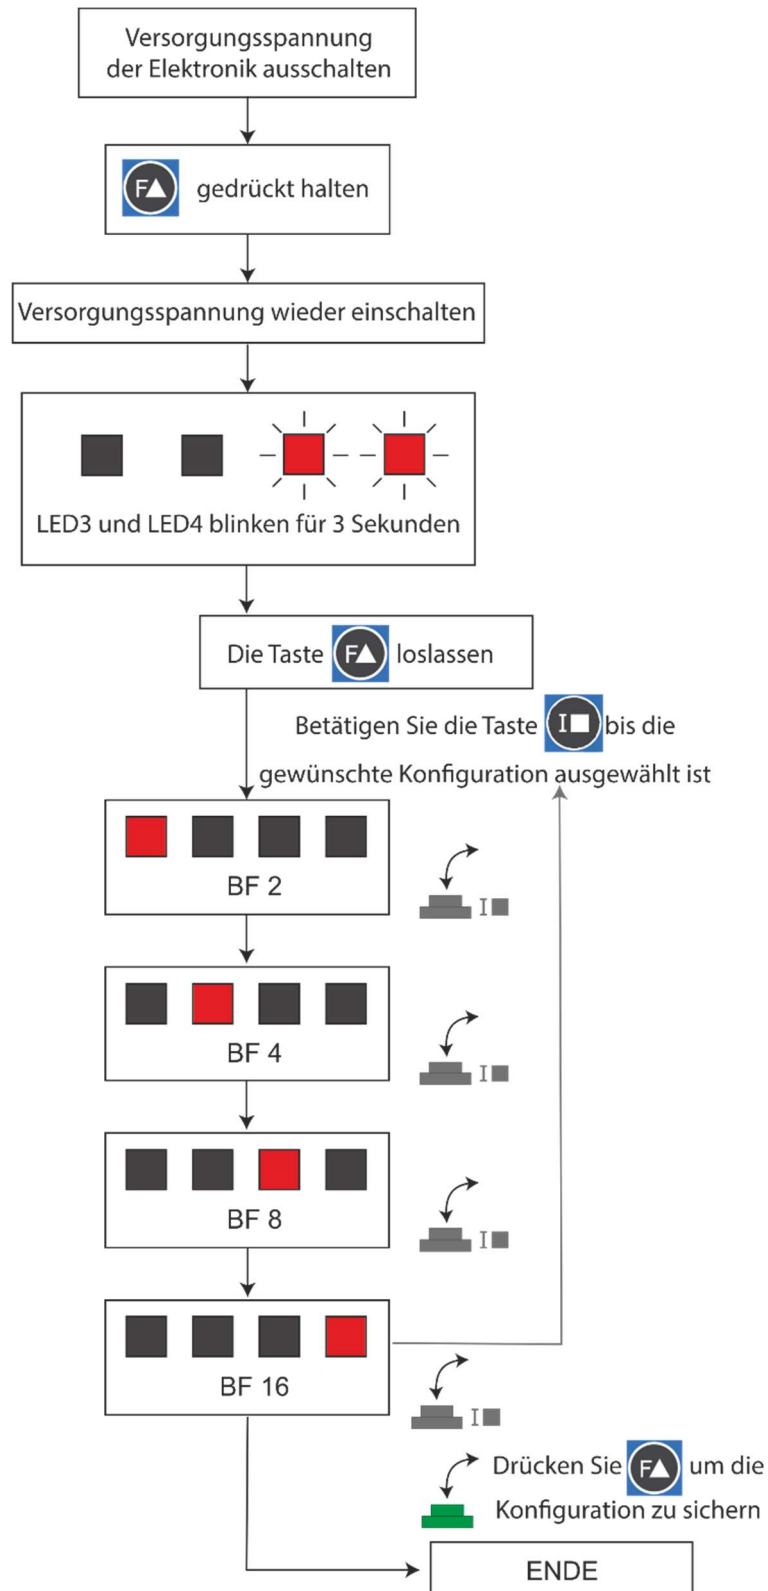 Versorgungsspannung
der Elektronik ausschalten
F▲ gedrückt halten
Versorgungsspannung wieder einschalten
LED3 und LED4 blinken für 3 Sekunden
Die Taste F▲ loslassen
Betätigen Sie die Taste I■ bis die
gewünschte Konfiguration ausgewählt ist
BF 2
I■
BF 4
I■
BF 8
I■
BF 16
I■
Drücken Sie F▲ um die
Konfiguration zu sichern
ENDE